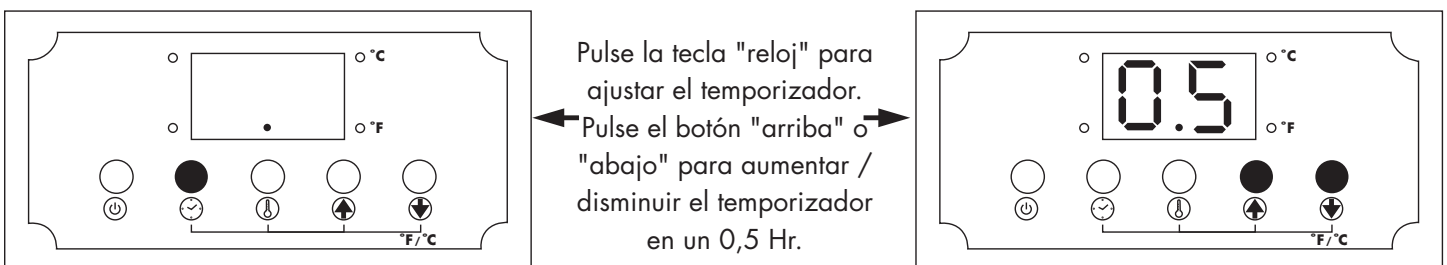 °C
°F
°F/°C
Pulse la tecla "reloj" para
ajustar el temporizador.
Pulse el botón "arriba" o
"abajo" para aumentar /
disminuir el temporizador
en un 0,5 Hr.
0.5
°C
°F
°F/°C